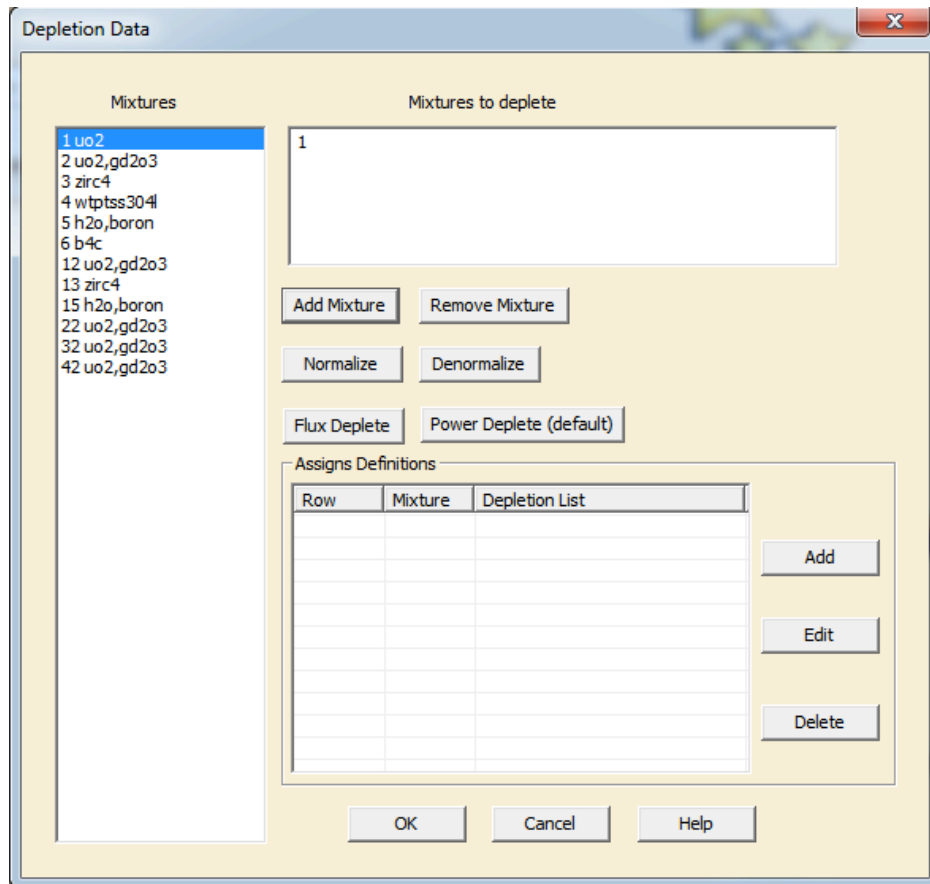 Depletion Data
x
Mixtures
Mixtures to deplete
1 uo2
2 uo2,gd2o3
3 zirc4
4 wtptss304l
5 h2o,boron
6 b4c
12 uo2,gd2o3
13 zirc4
15 h2o,boron
22 uo2,gd2o3
32 uo2,gd2o3
42 uo2,gd2o3
1
Add Mixture
Remove Mixture
Normalize
Denormalize
Flux Deplete
Power Deplete (default)
Assigns Definitions
Row Mixture Depletion List
Add
Edit
Delete
OK
Cancel
Help